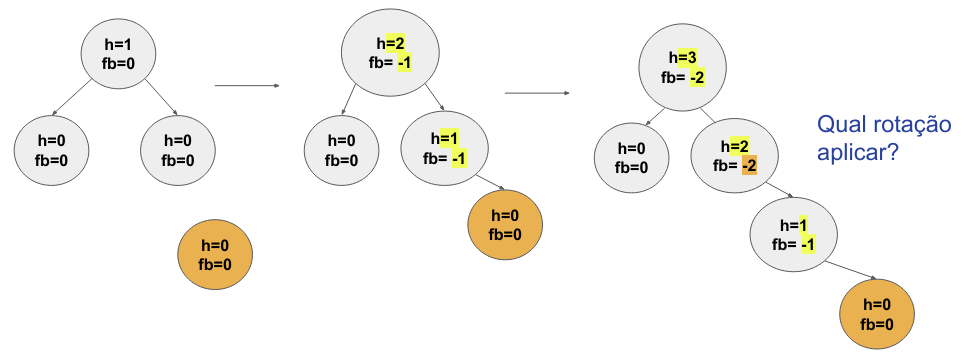 h=1
fb=0
h=0
fb=0
h=0
fb=0
h=0
fb=0
h=2
fb= -1
h=0
fb=0
h=1
fb= -1
h=0
fb=0
h=3
fb= -2
h=0
fb=0
h=2
fb= -2
h=1
fb= -1
h=0
fb=0
Qual rotação
aplicar?